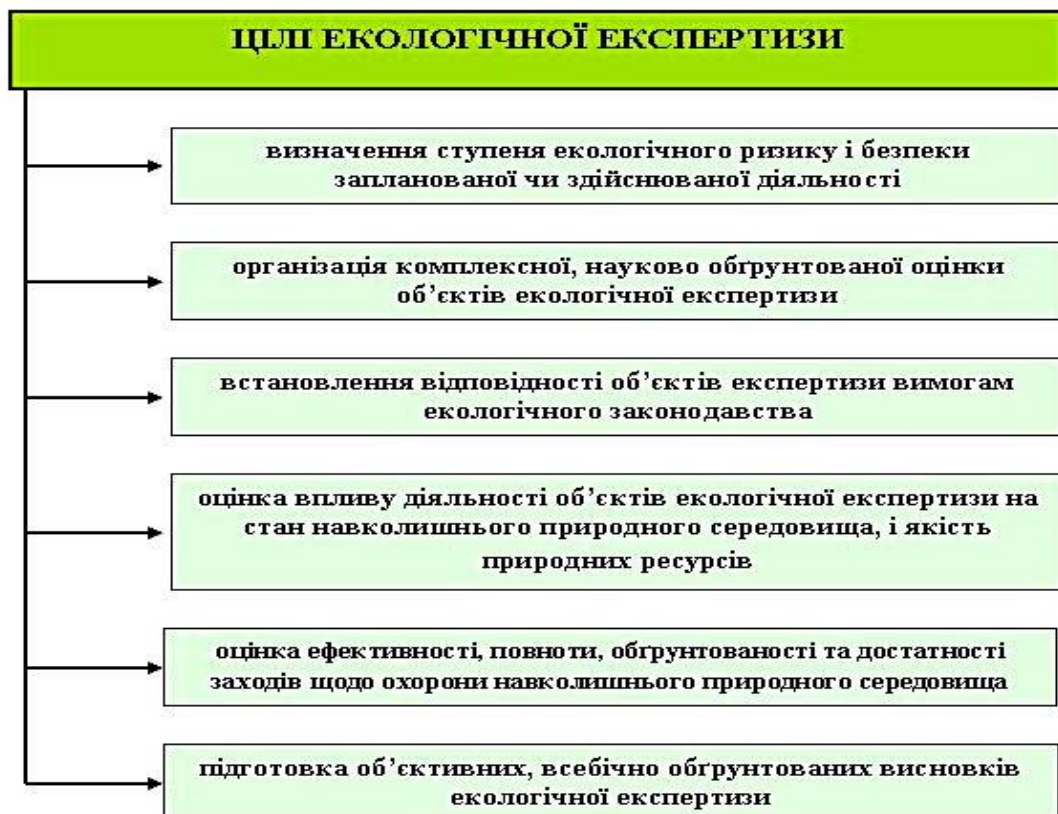 ЦІЛІ ЕКОЛОГІЧНОЇ ЕКСПЕРТИЗИ
визначення ступеня екологічного ризику і безпеки
запланованої чи здійснюваної діяльності
організація комплексної, науково обґрунтованої оцінки
об’єктів екологічної експертизи
встановлення відповідності об’єктів експертизи вимогам
екологічного законодавства
оцінка впливу діяльності об’єктів екологічної експертизи на
стан навколишнього природного середовища, і якість
природних ресурсів
оцінка ефективності, повноти, обґрунтованості та достатності
заходів щодо охорони навколишнього природного середовища
підготовка об’єктивних, всебічно обґрунтованих висновків
екологічної експертизи